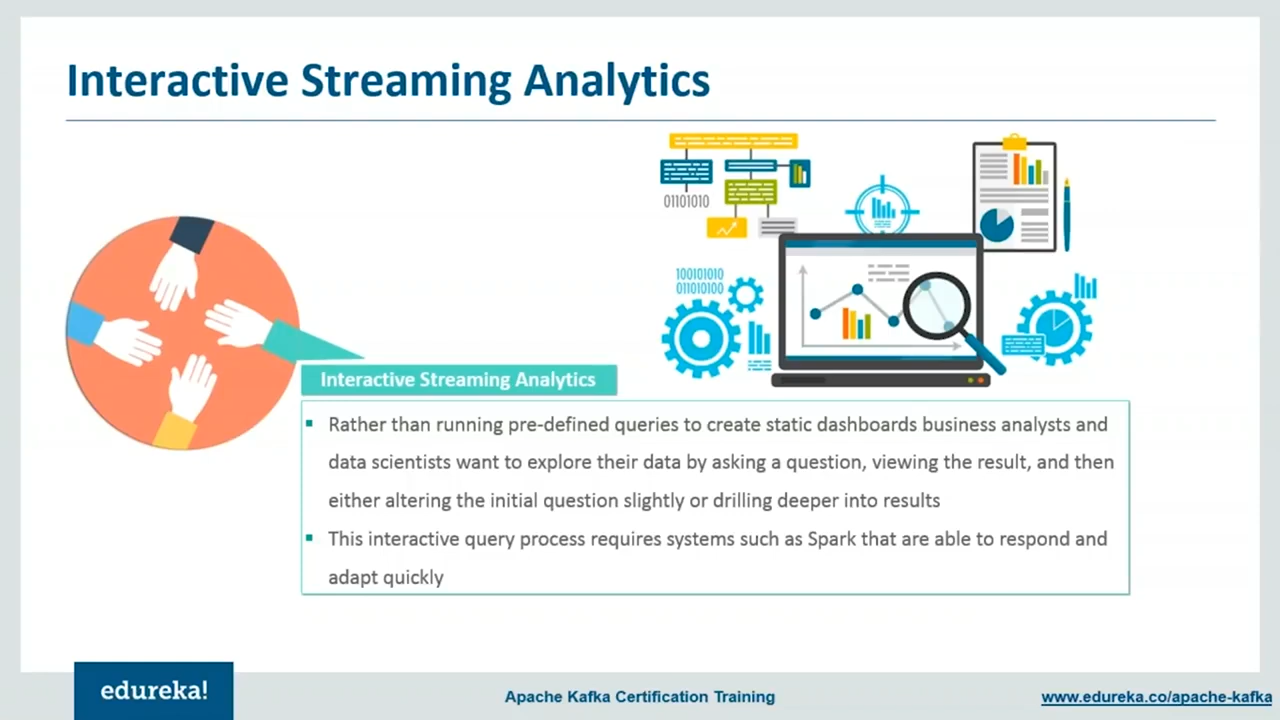 Interactive Streaming Analytics
01101010
100101010
011010100
Interactive Streaming Analytics
Rather than running pre-defined queries to create static dashboards business analysts and
data scientists want to explore their data by asking a question, viewing the result, and then
either altering the initial question slightly or drilling deeper into results
This interactive query process requires systems such as Spark that are able to respond and
adapt quickly
edureka!
Apache Kafka Certification Training
www.edureka.co/apache-kafka